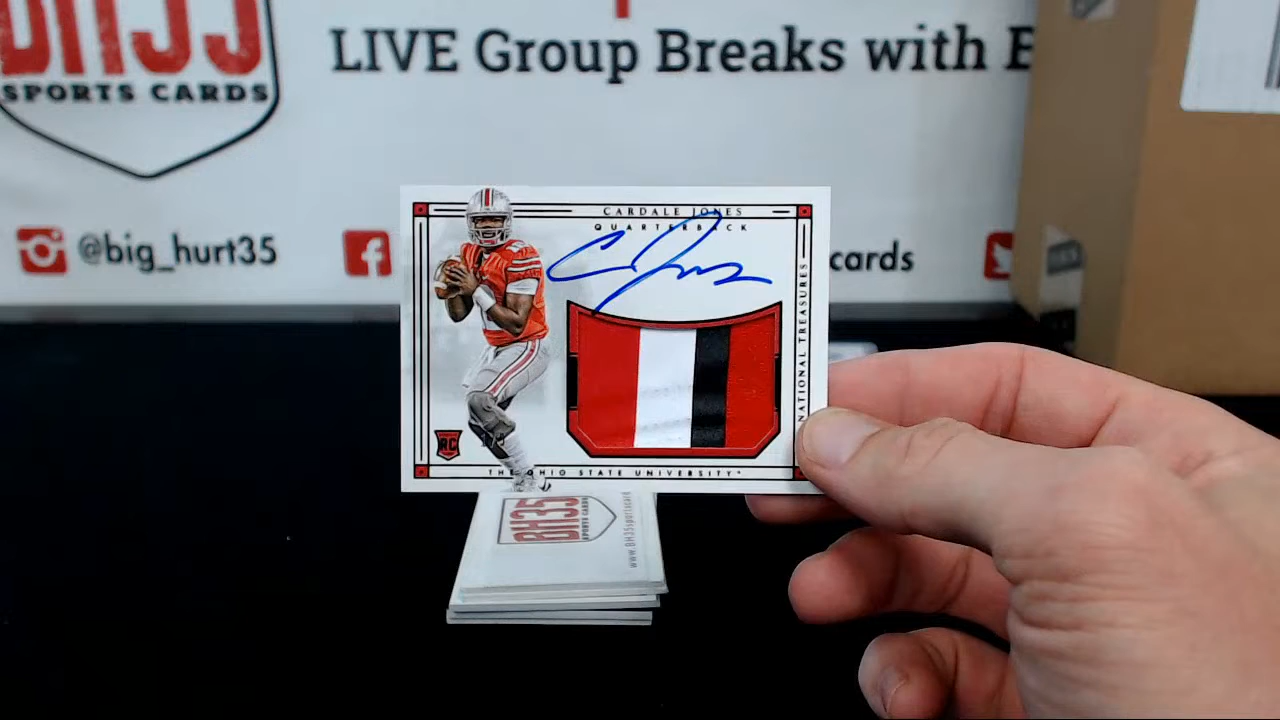 BH35
SPORTS CARDS
LIVE Group Breaks with
@big_hurt35
cards
CARDALE JONES
QUARTERBACK
NATIONAL TREASURES
RC
THE OHIO STATE UNIVERSITY
BH35
SPORTS CARDS